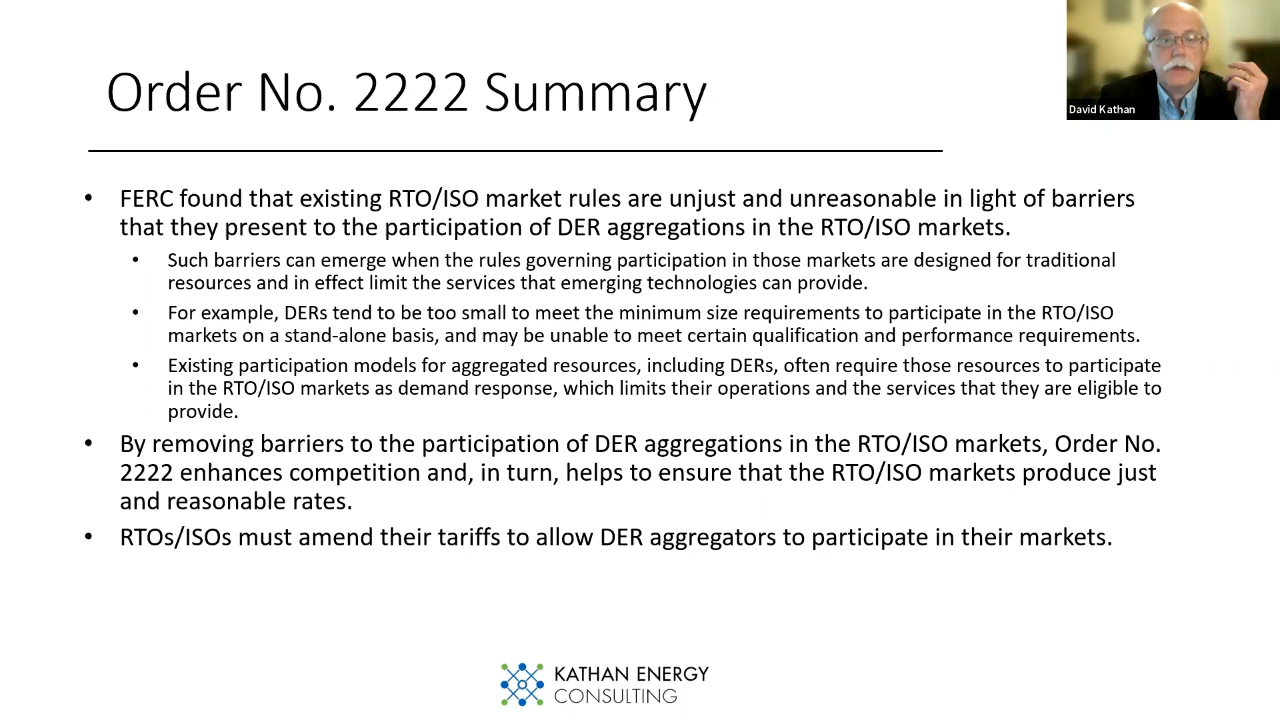 Order No. 2222 Summary
David Kathan
• FERC found that existing RTO/ISO market rules are unjust and unreasonable in light of barriers
that they present to the participation of DER aggregations in the RTO/ISO markets.
• Such barriers can emerge when the rules governing participation in those markets are designed for traditional
resources and in effect limit the services that emerging technologies can provide.
• For example, DERs tend to be too small to meet the minimum size requirements to participate in the RTO/ISO
markets on a stand-alone basis, and may be unable to meet certain qualification and performance requirements.
• Existing participation models for aggregated resources, including DERs, often require those resources to participate
in the RTO/ISO markets as demand response, which limits their operations and the services that they are eligible to
provide.
• By removing barriers to the participation of DER aggregations in the RTO/ISO markets, Order No.
2222 enhances competition and, in turn, helps to ensure that the RTO/ISO markets produce just
and reasonable rates.
• RTOs/ISOs must amend their tariffs to allow DER aggregators to participate in their markets.
KATHAN ENERGY
CONSULTING